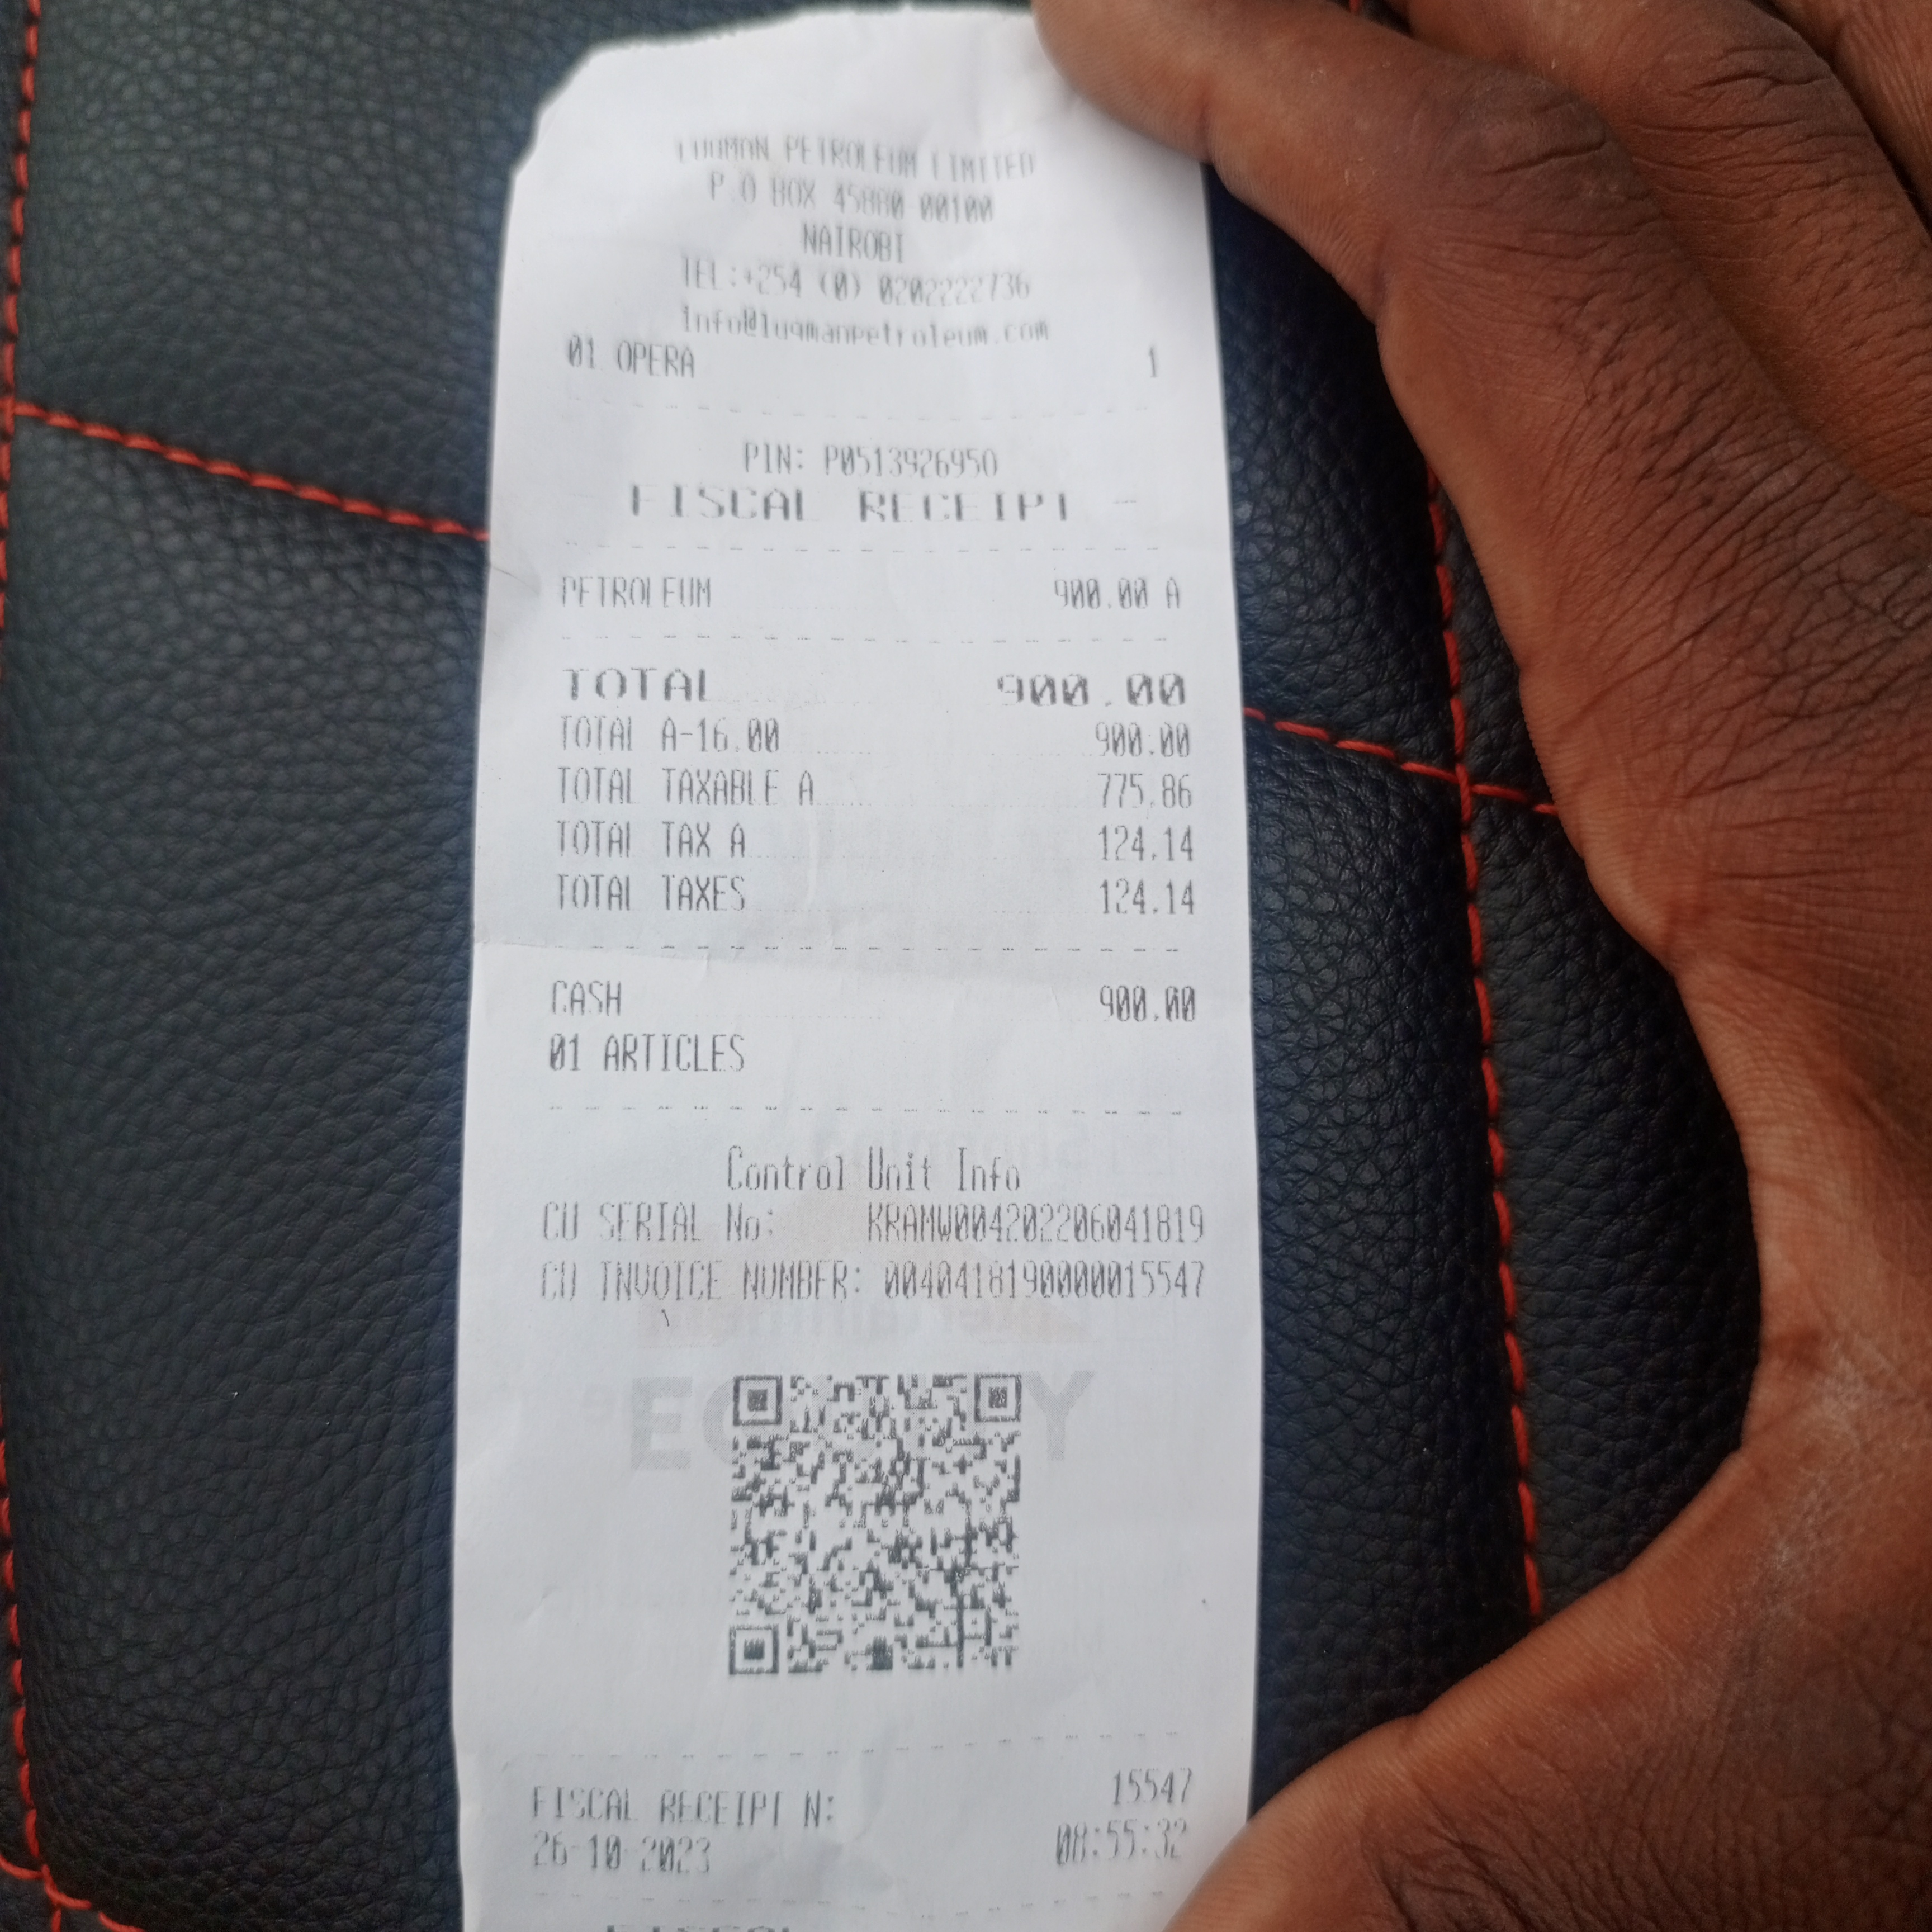 LUQMAN PETROLEUM LIMITED
P.O BOX 45880 00100
NAIROBI
TEL:+254 (0) 0202222736
info@luqmanpetroleum.com
01 OPERA 1
PIN: P051392695O
FISCAL RECEIPT -
PETROLEUM 900.00 A
TOTAL 900.00
TOTAL A-16.00 900.00
TOTAL TAXABLE A 775.86
TOTAL TAX A 124.14
TOTAL TAXES 124.14
CASH 900.00
01 ARTICLES
Control Unit Info
CU SERIAL No: KRAMW004202206041819
CU INVOICE NUMBER: 0040418190000015547
EQUITY
FISCAL RECEIPT N: 15547
26-10-2023 08:55:32
FISCAL